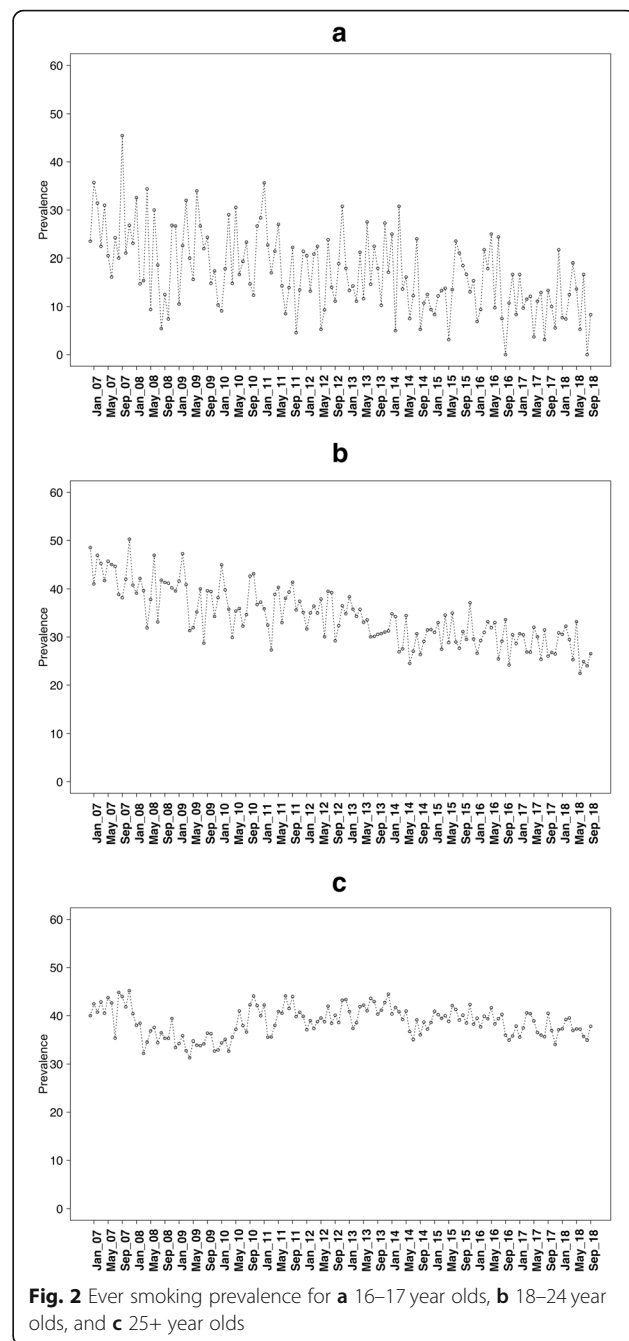 a
60
50
40
30
20
10
0
Prevalence
Jan_07
May_07
Sep_07
Jan_08
May_08
Sep_08
Jan_09
May_09
Sep_09
Jan_10
May_10
Sep_10
Jan_11
May_11
Sep_11
Jan_12
May_12
Sep_12
Jan_13
May_13
Sep_13
Jan_14
May_14
Sep_14
Jan_15
May_15
Sep_15
Jan_16
May_16
Sep_16
Jan_17
May_17
Sep_17
Jan_18
May_18
Sep_18
b
60
50
40
30
20
10
0
Prevalence
Jan_07
May_07
Sep_07
Jan_08
May_08
Sep_08
Jan_09
May_09
Sep_09
Jan_10
May_10
Sep_10
Jan_11
May_11
Sep_11
Jan_12
May_12
Sep_12
Jan_13
May_13
Sep_13
Jan_14
May_14
Sep_14
Jan_15
May_15
Sep_15
Jan_16
May_16
Sep_16
Jan_17
May_17
Sep_17
Jan_18
May_18
Sep_18
c
60
50
40
30
20
10
0
Prevalence
Jan_07
May_07
Sep_07
Jan_08
May_08
Sep_08
Jan_09
May_09
Sep_09
Jan_10
May_10
Sep_10
Jan_11
May_11
Sep_11
Jan_12
May_12
Sep_12
Jan_13
May_13
Sep_13
Jan_14
May_14
Sep_14
Jan_15
May_15
Sep_15
Jan_16
May_16
Sep_16
Jan_17
May_17
Sep_17
Jan_18
May_18
Sep_18
Fig. 2 Ever smoking prevalence for a 16–17 year olds, b 18–24 year
olds, and c 25+ year olds